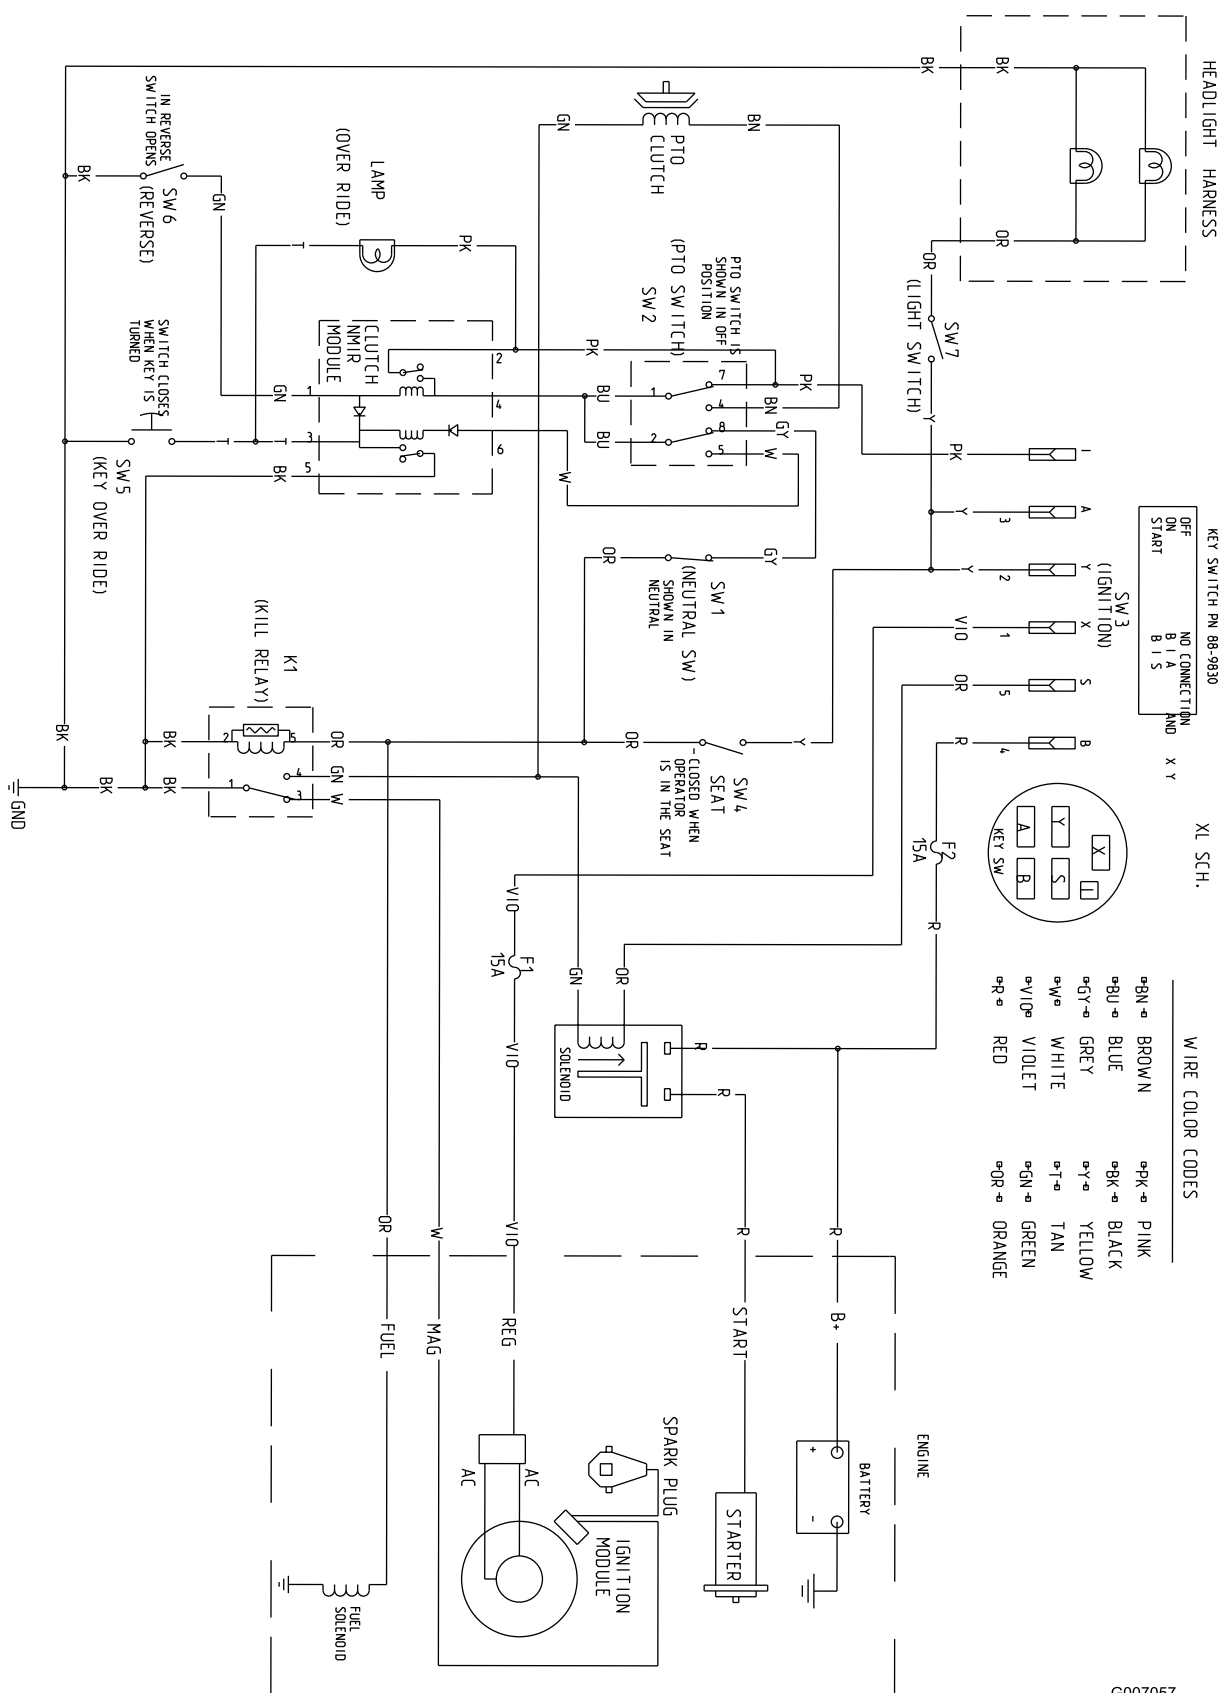 HEADLIGHT HARNESS
BK
BK
OR
OR
SW7
(LIGHT SWITCH)
Y
BN
GN
PTO
CLUTCH
PTO SWITCH IS
SHOWN IN OFF
POSITION
(PTO SWITCH)
SW2
7
1
4
8
2
5
PK
PK
BN
GY
W
BU
BU
IN REVERSE
SWITCH OPENS
SW6
(REVERSE)
BK
GN
LAMP
(OVER RIDE)
T
PK
CLUTCH
NMIR
MODULE
2
1
4
3
6
5
GN
T
T
BK
W
SWITCH CLOSES
WHEN KEY IS
TURNED
SW5
(KEY OVER RIDE)
GY
OR
SW1
(NEUTRAL SW)
SHOWN IN
NEUTRAL
KEY SWITCH PN 88-9830
OFF NO CONNECTION
ON B I A AND X Y
START B I S
SW3
(IGNITION)
I
A
Y
X
S
B
PK
Y 3
Y 2
VIO 1
OR 5
R 4
K1
(KILL RELAY)
2
5
4
1
3
BK
BK
BK
BK
OR
GN
W
GND
OR
Y
SW4
SEAT
CLOSED WHEN
OPERATOR
IS IN THE SEAT
F2
15A
R
X
Y
S
I
A
B
KEY SW
XL SCH.
VIO
F1
15A
VIO
VIO
GN
OR
SOLENOID
R
R
WIRE COLOR CODES
BN BROWN
BU BLUE
GY GREY
W WHITE
VIO VIOLET
R RED
PK PINK
BK BLACK
Y YELLOW
T TAN
GN GREEN
OR ORANGE
OR
W
R
R
FUEL
MAG
REG
START
B+
ENGINE
BATTERY
+
-
STARTER
SPARK PLUG
IGNITION
MODULE
AC
AC
FUEL
SOLENOID
G007057